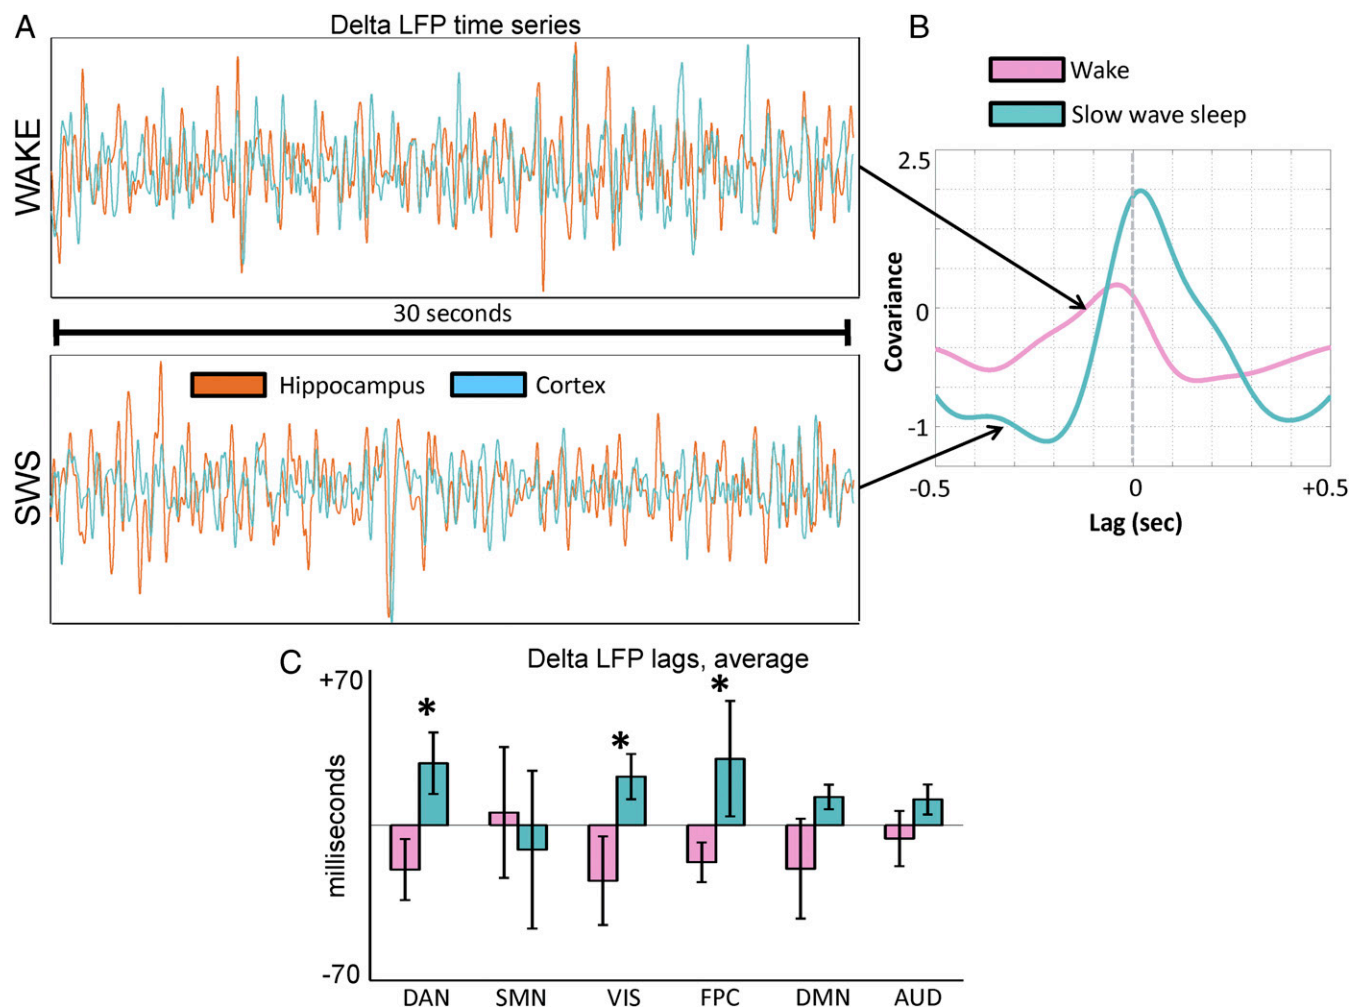 A
Delta LFP time series
WAKE
30 seconds
Hippocampus
Cortex
SWS
B
Wake
Slow wave sleep
2.5
0
-1
Covariance
-0.5
0
+0.5
Lag (sec)
C
Delta LFP lags, average
+70
*
*
*
milliseconds
-70
DAN SMN VIS FPC DMN AUD